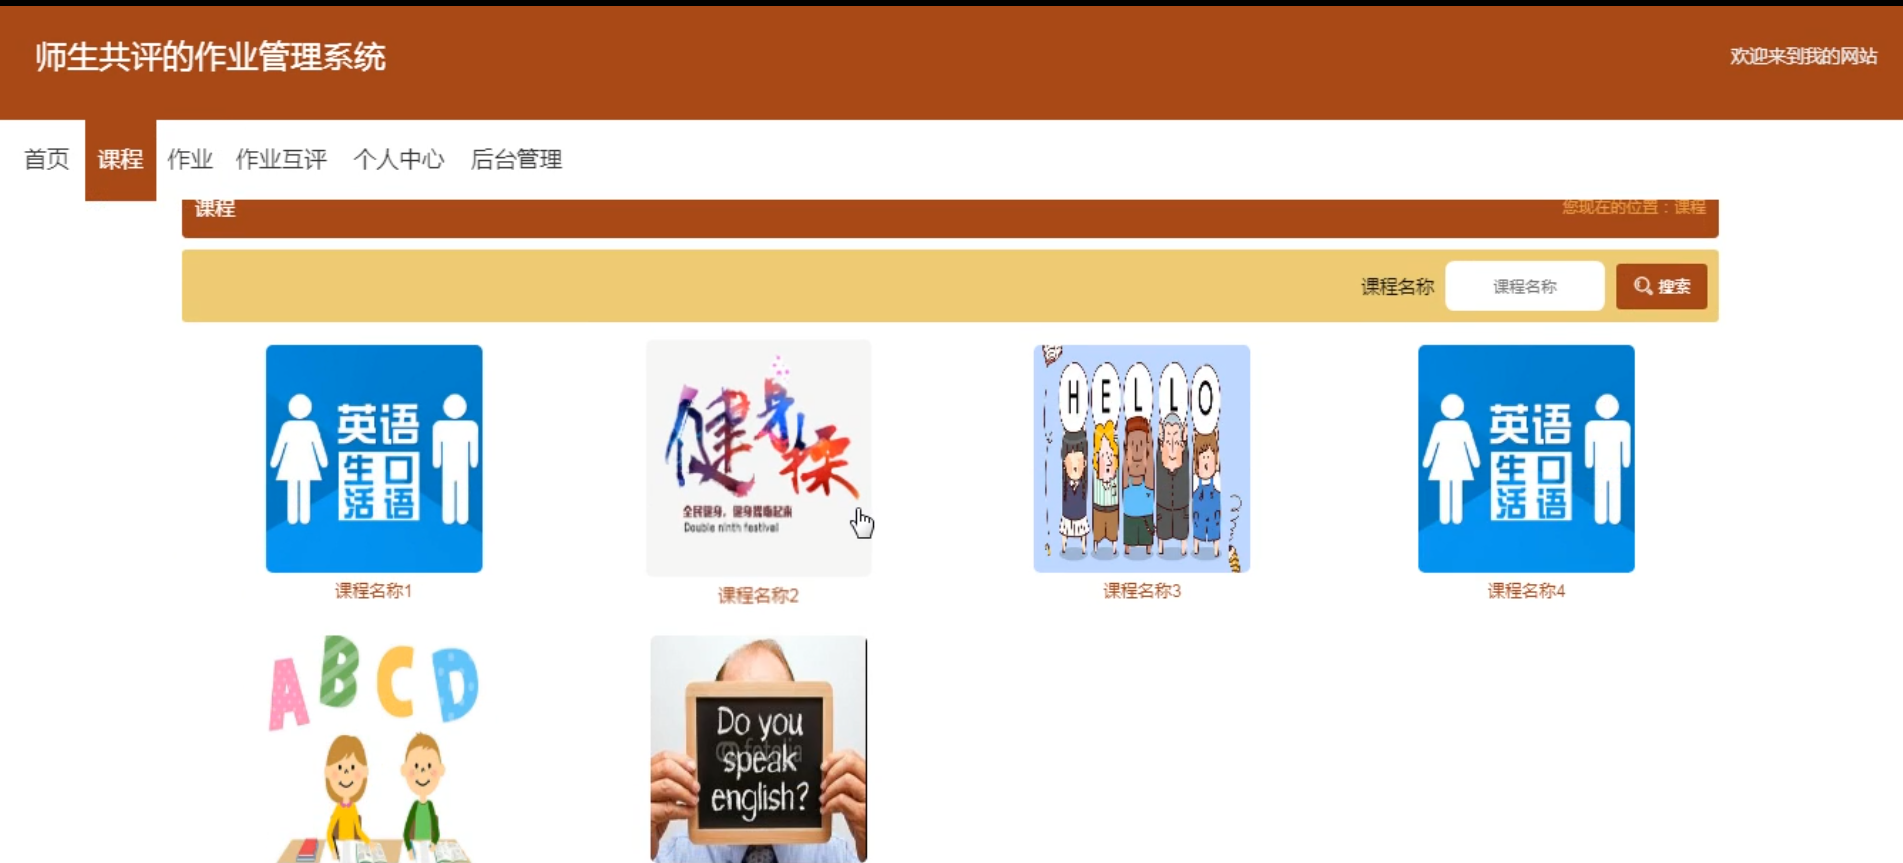 师生共评的作业管理系统
欢迎来到我的网站
首页 课程 作业 作业互评 个人中心 后台管理
课程
您现在的位置：课程
课程名称 课程名称 搜索
英语
生活口语
健身操
全民健身，健身操嗨起来
Double ninth festival
HELLO
英语
生活口语
课程名称1
课程名称2
课程名称3
课程名称4
ABCD
Do you
speak
english?
fotolia